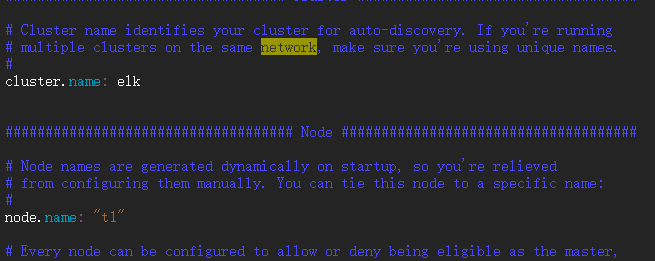 # Cluster name identifies your cluster for auto-discovery. If you're running
# multiple clusters on the same network, make sure you're using unique names.
#
cluster.name: elk
##################################### Node #####################################
# Node names are generated dynamically on startup, so you're relieved
# from configuring them manually. You can tie this node to a specific name:
#
node.name: "t1"
# Every node can be configured to allow or deny being eligible as the master,